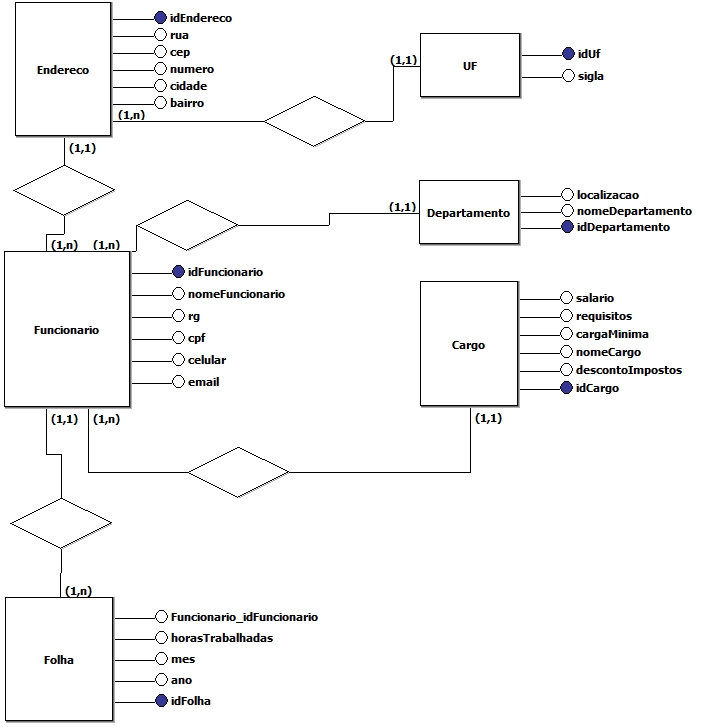 Endereco
idEndereco
rua
cep
numero
cidade
bairro
(1,n)
(1,1)
UF
idUf
sigla
(1,1)
(1,1)
Departamento
localizacao
nomeDepartamento
idDepartamento
(1,n)
(1,n)
Funcionario
idFuncionario
nomeFuncionario
rg
cpf
celular
email
Cargo
salario
requisitos
cargaMinima
nomeCargo
descontoImpostos
idCargo
(1,1)
(1,n)
(1,1)
(1,n)
Folha
Funcionario_idFuncionario
horasTrabalhadas
mes
ano
idFolha